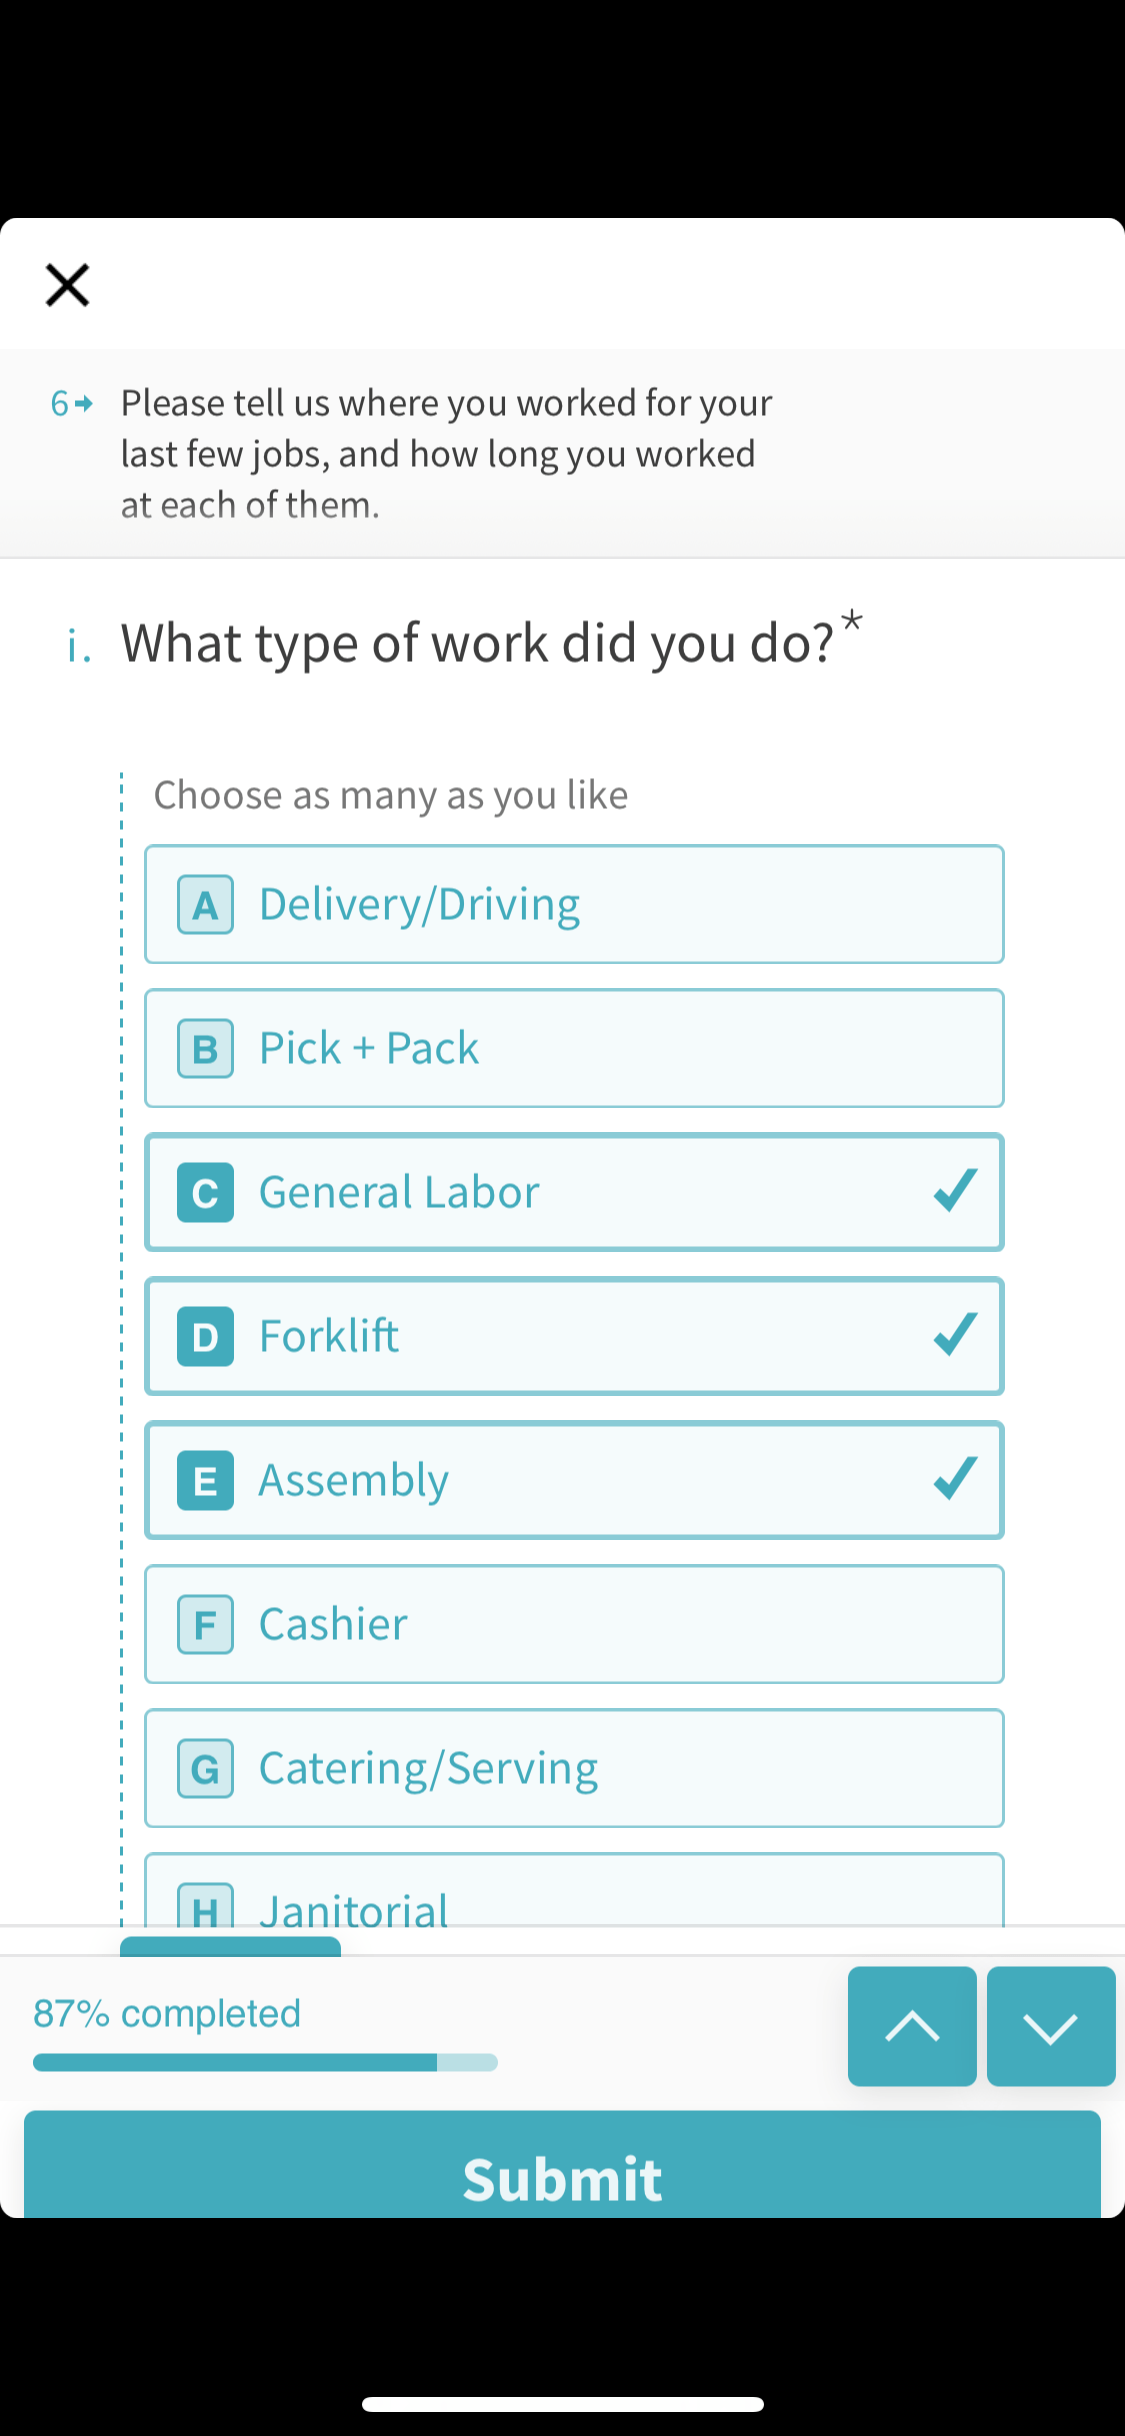 6 Please tell us where you worked for your
last few jobs, and how long you worked
at each of them.
i. What type of work did you do?*
Choose as many as you like
A Delivery/Driving
B Pick + Pack
C General Labor
D Forklift
E Assembly
F Cashier
G Catering/Serving
H Janitorial
87% completed
Submit